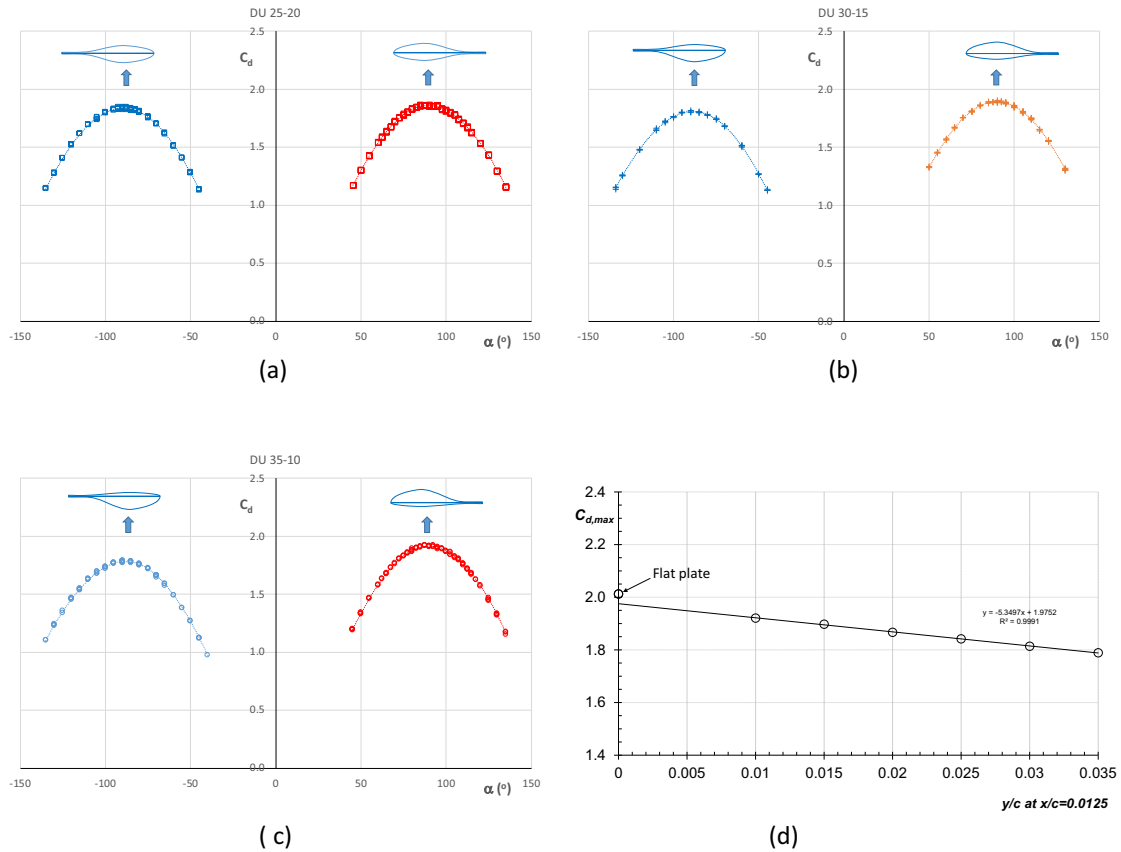 DU 25-20
2.5
Cd
2.0
1.5
1.0
0.5
0.0
-150 -100 -50 0 50 100 150
α (º)
(a)
DU 30-15
2.5
Cd
2.0
1.5
1.0
0.5
0.0
-150 -100 -50 0 50 100 150
α (º)
(b)
DU 35-10
2.5
Cd
2.0
1.5
1.0
0.5
0.0
-150 -100 -50 0 50 100 150
α (º)
( c)
2.4
Cd,max
2.2
Flat plate
2.0
y = -5.3497x + 1.9752
R² = 0.9991
1.8
1.6
1.4
0 0.005 0.01 0.015 0.02 0.025 0.03 0.035
y/c at x/c=0.0125
(d)